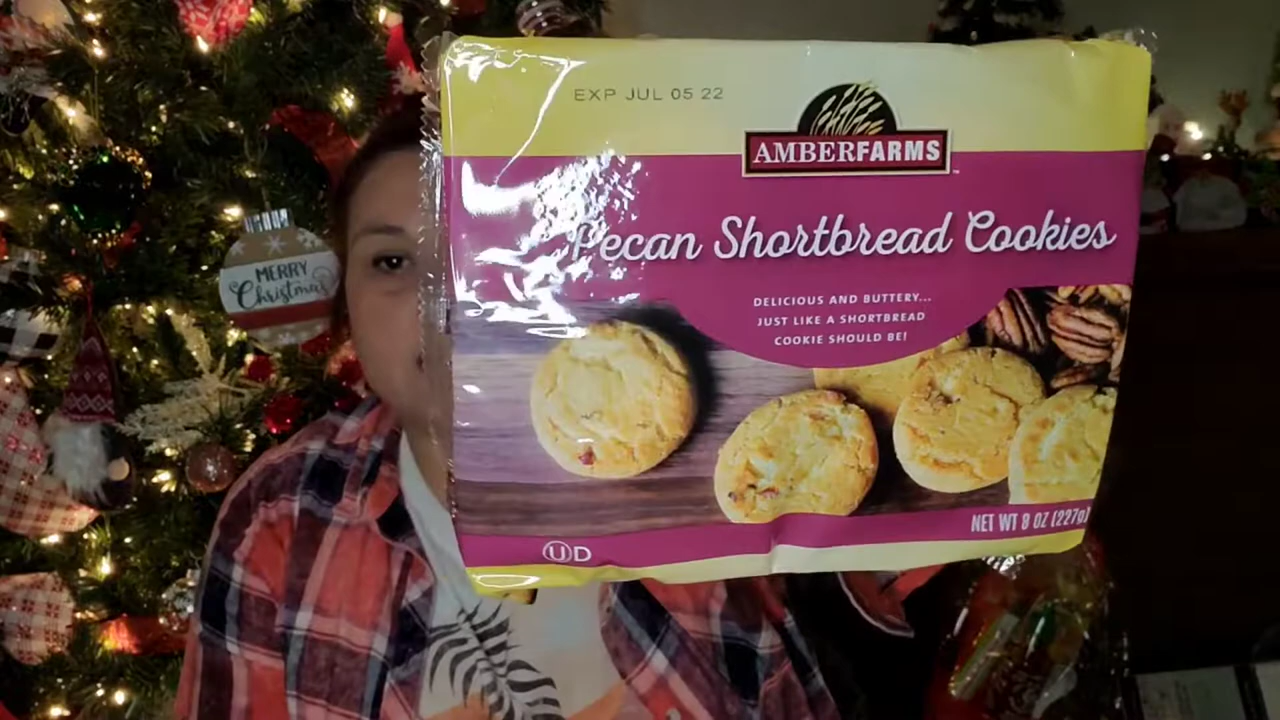 EXP JUL 05 22
AMBERFARMS™
Pecan Shortbread Cookies
DELICIOUS AND BUTTERY...
JUST LIKE A SHORTBREAD
COOKIE SHOULD BE!
NET WT 8 OZ (227g)
UD
MERRY
Christmas